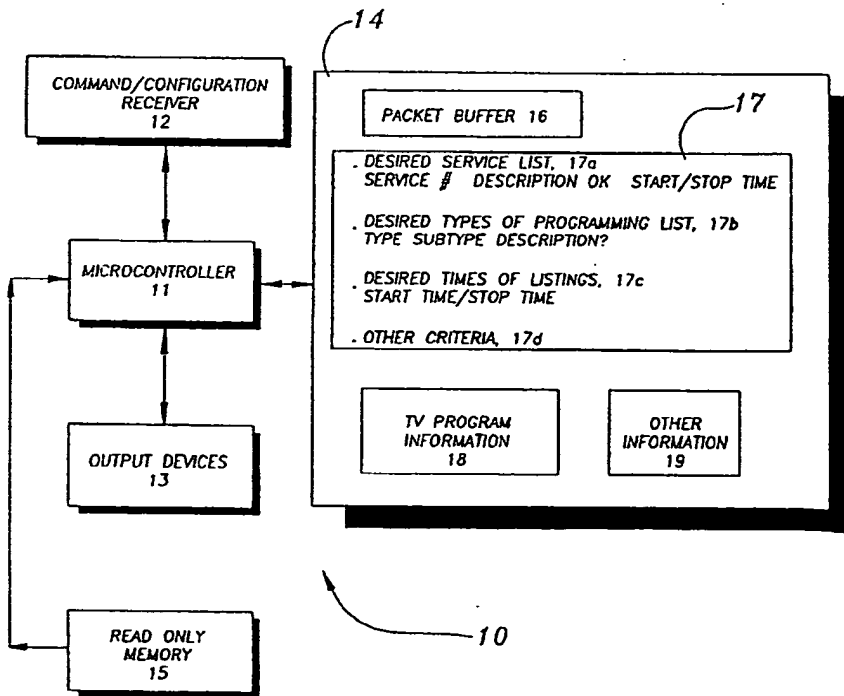 14
COMMAND/CONFIGURATION
RECEIVER
12
PACKET BUFFER 16
17
. DESIRED SERVICE LIST, 17a
SERVICE # DESCRIPTION OK START/STOP TIME
. DESIRED TYPES OF PROGRAMMING LIST, 17b
TYPE SUBTYPE DESCRIPTION?
MICROCONTROLLER
11
. DESIRED TIMES OF LISTINGS, 17c
START TIME/STOP TIME
. OTHER CRITERIA, 17d
TV PROGRAM
INFORMATION
18
OTHER
INFORMATION
19
OUTPUT DEVICES
13
READ ONLY
MEMORY
15
10